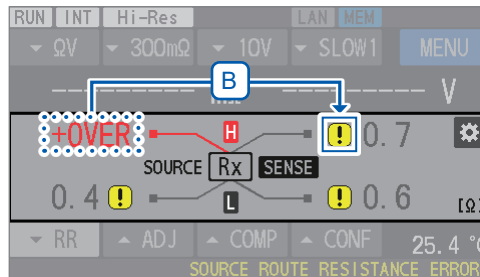 RUN INT Hi-Res LAN MEM
ΩV 300mΩ 10V SLOW1 MENU
B
V
+OVER H ! 0.7
SOURCE Rx SENSE
0.4 ! L ! 0.6 [Ω]
RR ADJ COMP CONF 25.4 °C
SOURCE ROUTE RESISTANCE ERROR